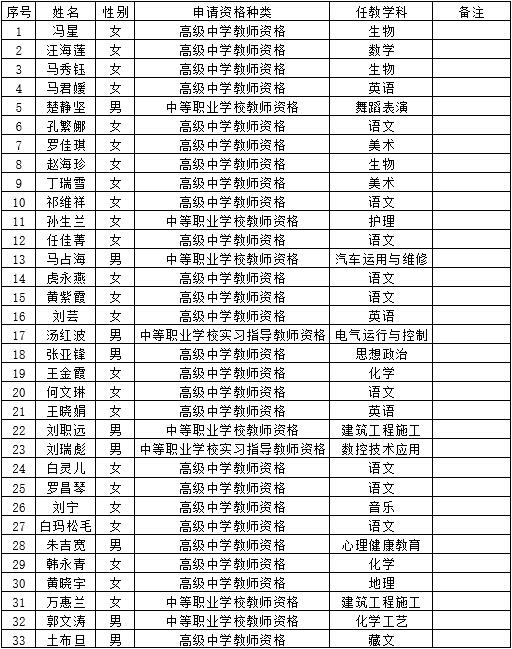 序号 姓名 性别 申请资格种类 任教学科 备注
1 冯星 女 高级中学教师资格 生物
2 汪海莲 女 高级中学教师资格 数学
3 马秀钰 女 高级中学教师资格 生物
4 马君媛 女 高级中学教师资格 英语
5 楚静坚 男 中等职业学校教师资格 舞蹈表演
6 孔繁娜 女 高级中学教师资格 语文
7 罗佳琪 女 高级中学教师资格 美术
8 赵海珍 女 高级中学教师资格 生物
9 丁瑞雪 女 高级中学教师资格 美术
10 祁维祥 女 高级中学教师资格 语文
11 孙生兰 女 中等职业学校教师资格 护理
12 任佳菁 女 高级中学教师资格 语文
13 马占海 男 中等职业学校教师资格 汽车运用与维修
14 虎永燕 女 高级中学教师资格 语文
15 黄紫霞 女 高级中学教师资格 语文
16 刘芸 女 高级中学教师资格 英语
17 汤红波 男 中等职业学校实习指导教师资格 电气运行与控制
18 张亚锋 男 高级中学教师资格 思想政治
19 王金霞 女 高级中学教师资格 化学
20 何文琳 女 高级中学教师资格 语文
21 王晓娟 女 高级中学教师资格 英语
22 刘职远 男 中等职业学校教师资格 建筑工程施工
23 刘瑞彪 男 中等职业学校实习指导教师资格 数控技术应用
24 白灵儿 女 高级中学教师资格 语文
25 罗昌琴 女 高级中学教师资格 语文
26 刘宁 女 高级中学教师资格 音乐
27 白玛松毛 女 高级中学教师资格 语文
28 朱吉宽 男 高级中学教师资格 心理健康教育
29 韩永青 女 高级中学教师资格 化学
30 黄晓宇 女 高级中学教师资格 地理
31 万惠兰 女 中等职业学校教师资格 建筑工程施工
32 郭文涛 男 中等职业学校教师资格 化学工艺
33 土布旦 男 高级中学教师资格 藏文